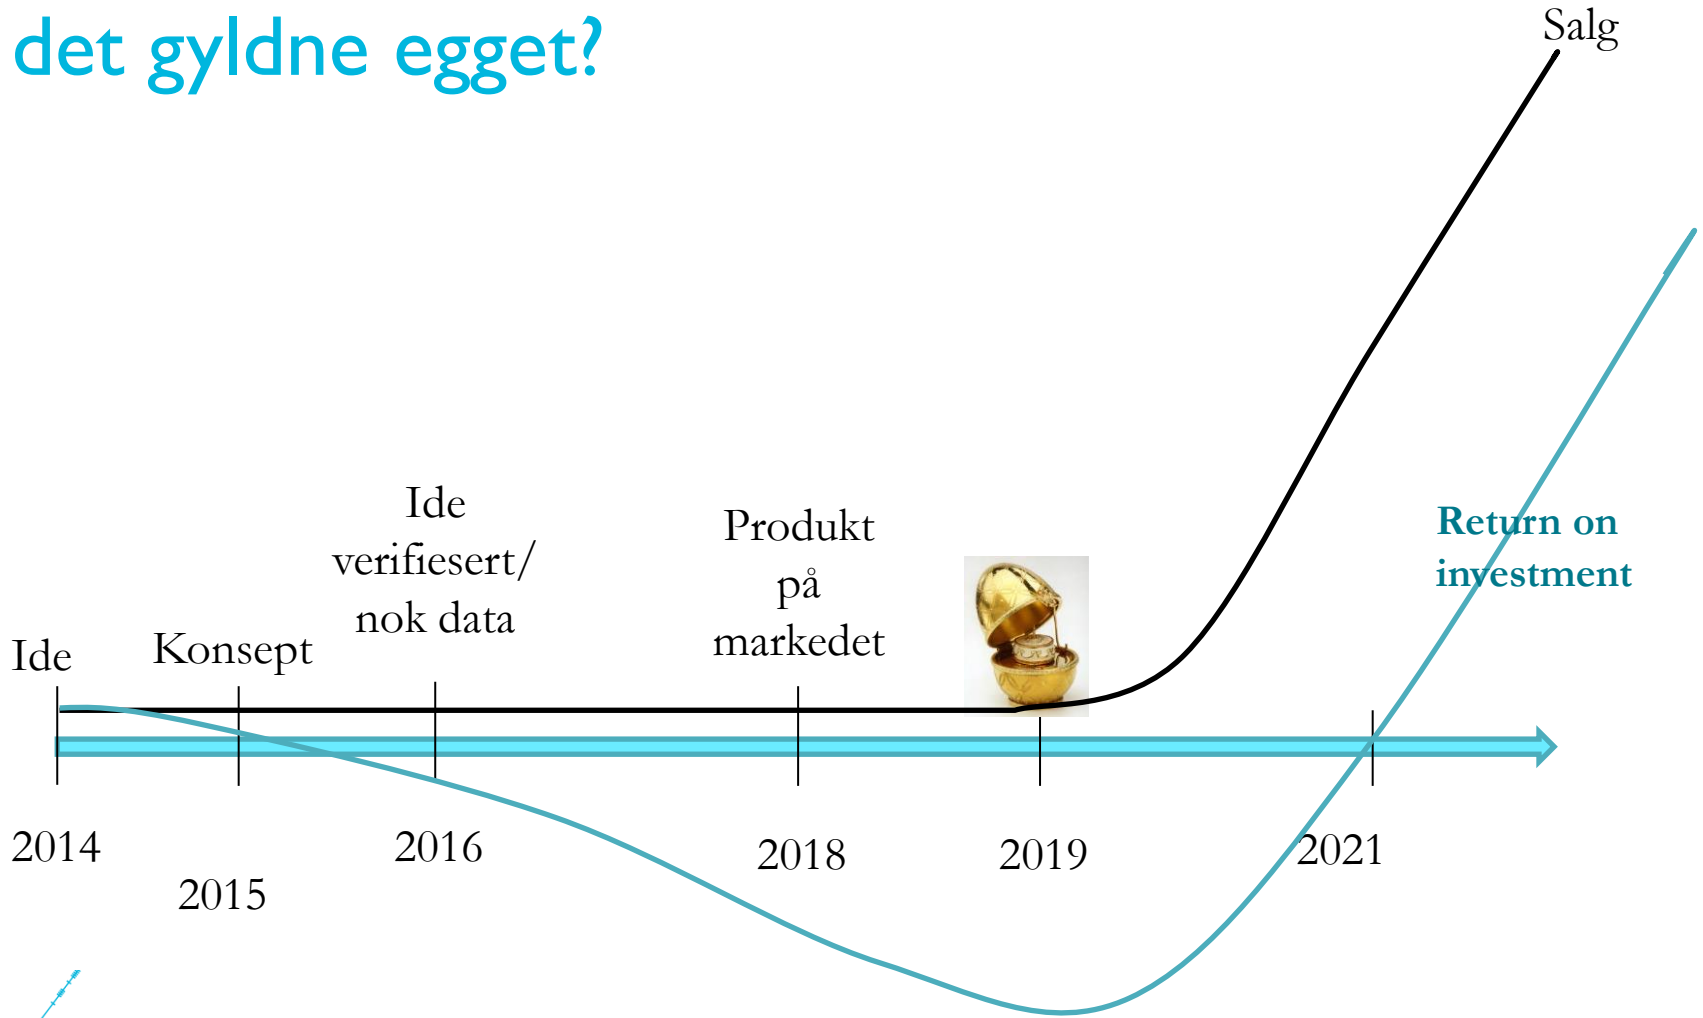 det gyldne egget?
Salg
Ide
verifiesert/
nok data
Produkt
på
markedet
Return on
investment
Ide
Konsept
2014
2015
2016
2018
2019
2021